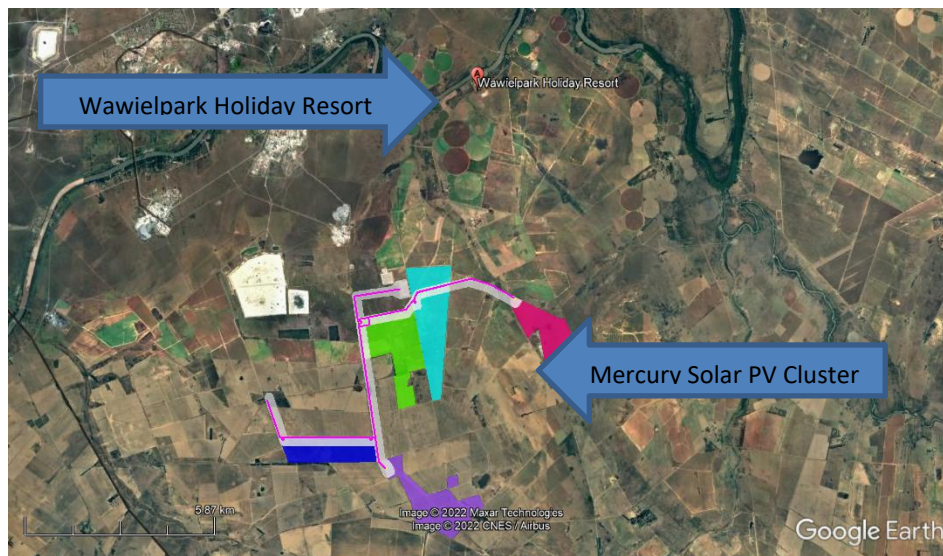 Wawielpark Holiday Resort
A
Wawielpark Holiday Resort
Mercury Solar PV Cluster
5.87 km
Image © 2022 Maxar Technologies
Image © 2022 CNES / Airbus
Google Earth